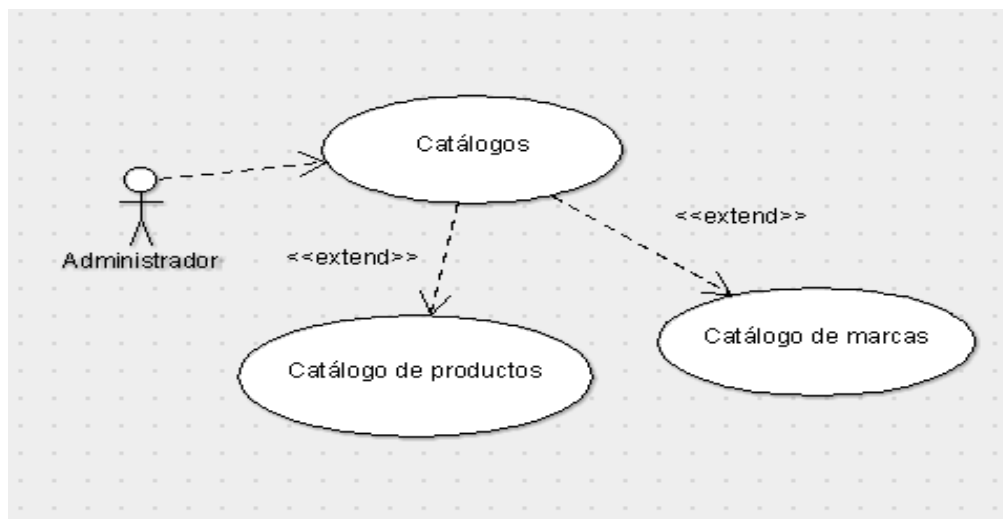 Catálogos
<<extend>>
Administrador
<<extend>>
Catálogo de marcas
Catálogo de productos